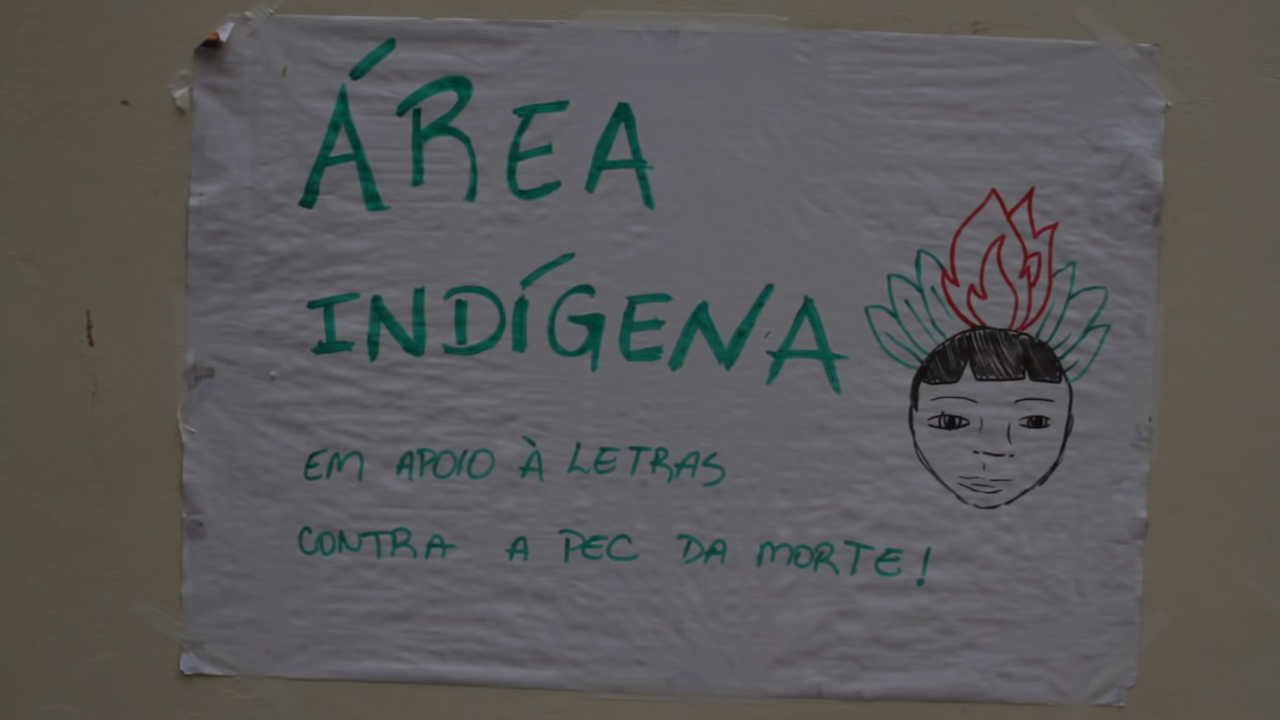 ÁREA
INDÍGENA
EM APOIO À LETRAS
CONTRA A PEC DA MORTE!